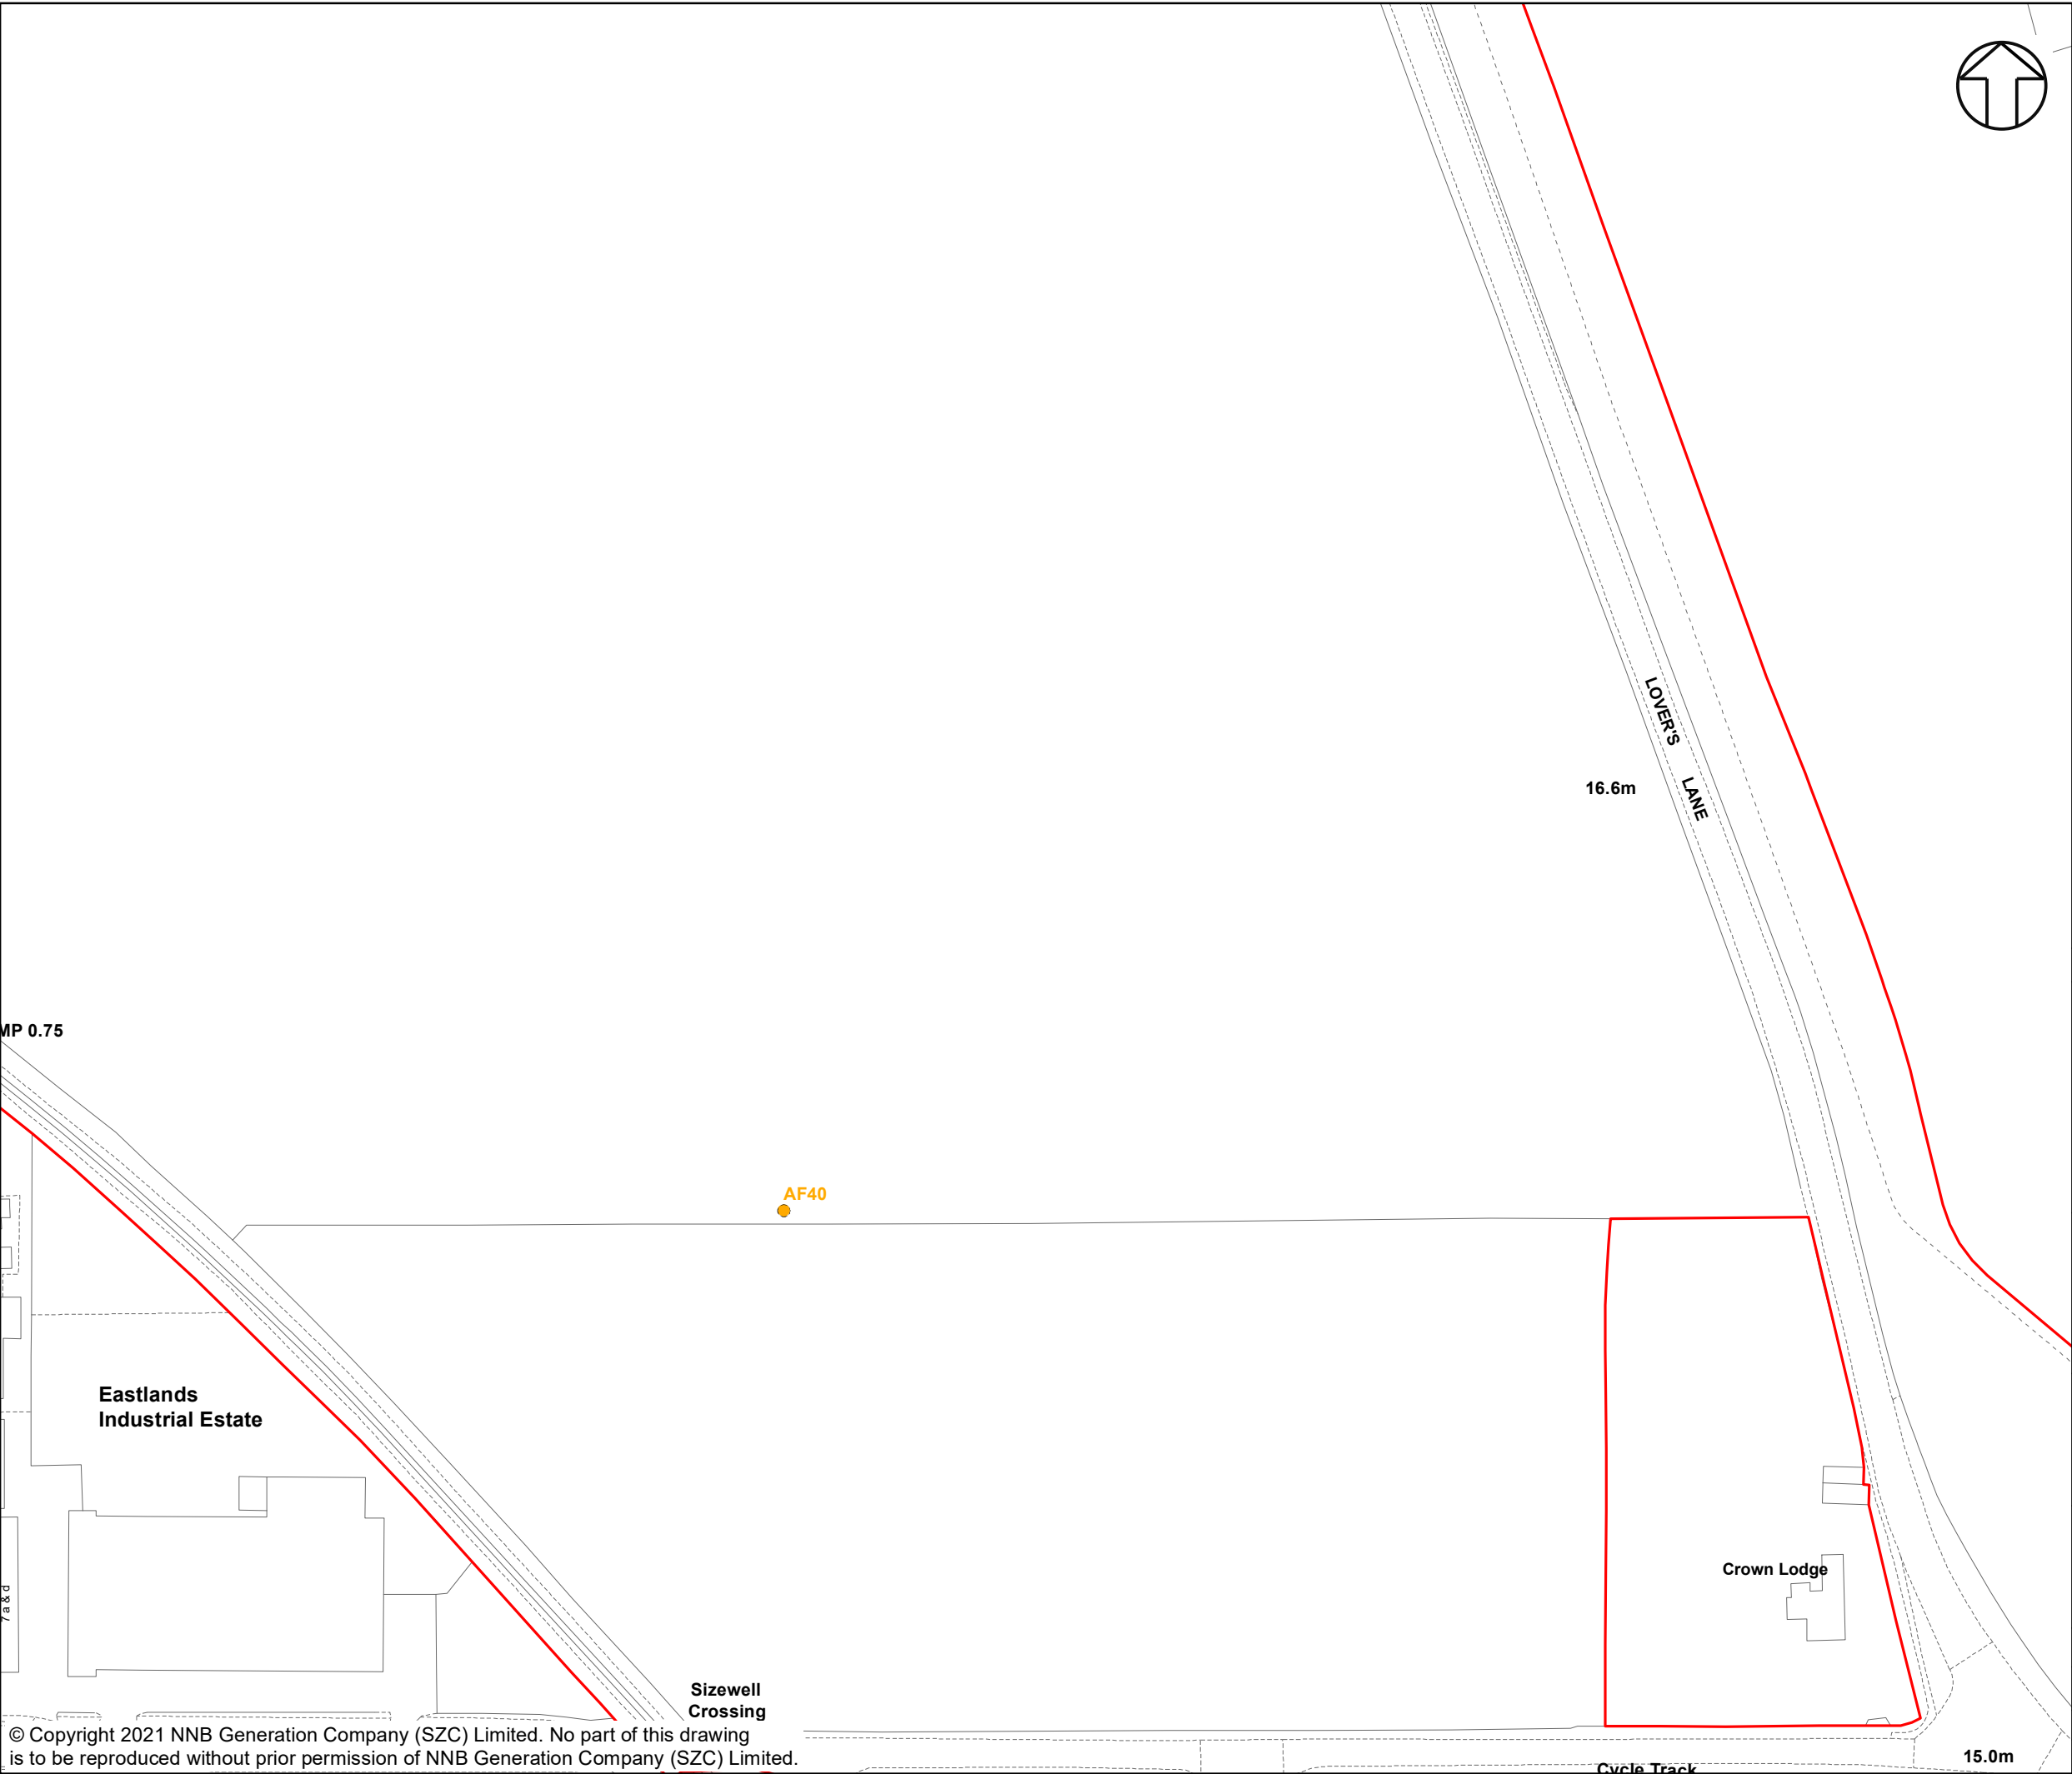 LOVER'S LANE
16.6m
MP 0.75
AF40
Eastlands
Industrial Estate
Crown Lodge
7 a & d
Sizewell
Crossing
© Copyright 2021 NNB Generation Company (SZC) Limited. No part of this drawing
is to be reproduced without prior permission of NNB Generation Company (SZC) Limited.
15.0m
Cycle Track